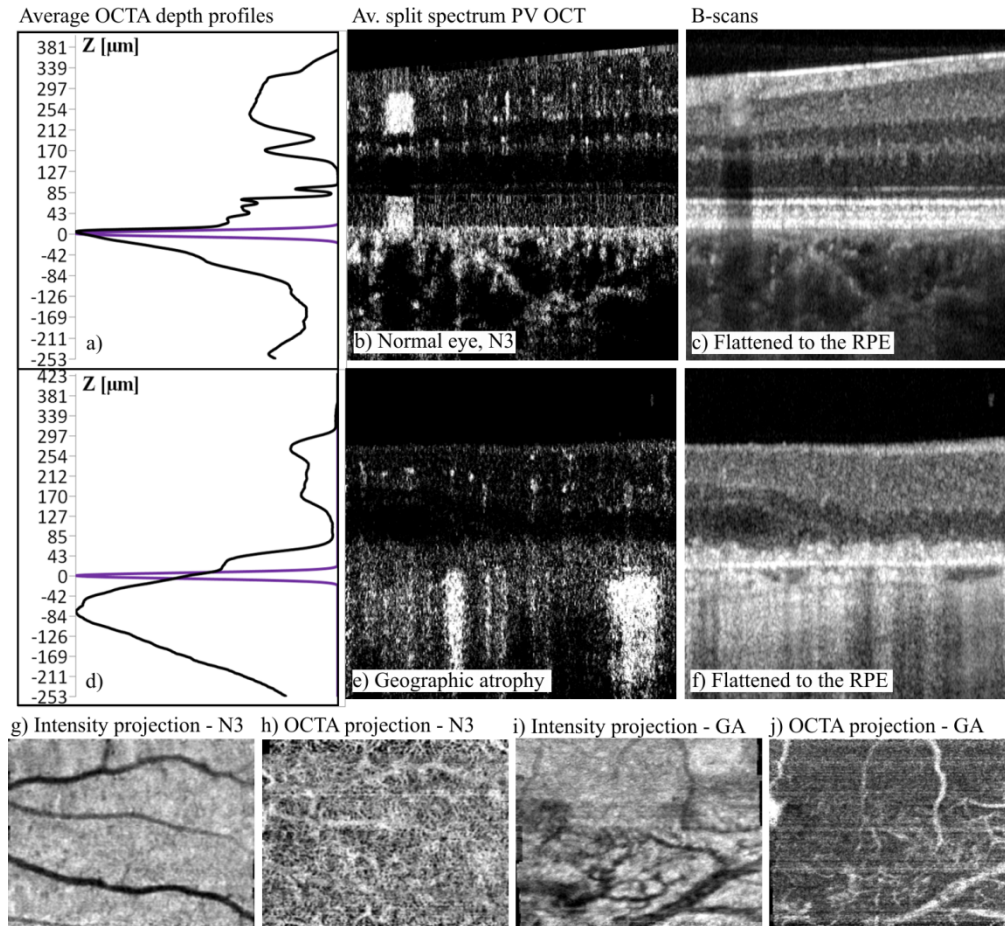 Average OCTA depth profiles
Av. split spectrum PV OCT
B-scans
Z [µm]
381
339
297
254
212
170
127
85
43
0
-42
-84
-126
-169
-211
-253
a)
b) Normal eye, N3
c) Flattened to the RPE
Z [µm]
423
381
339
297
254
212
170
127
85
43
0
-42
-84
-126
-169
-211
-253
d)
e) Geographic atrophy
f) Flattened to the RPE
g) Intensity projection - N3
h) OCTA projection - N3
i) Intensity projection - GA
j) OCTA projection - GA